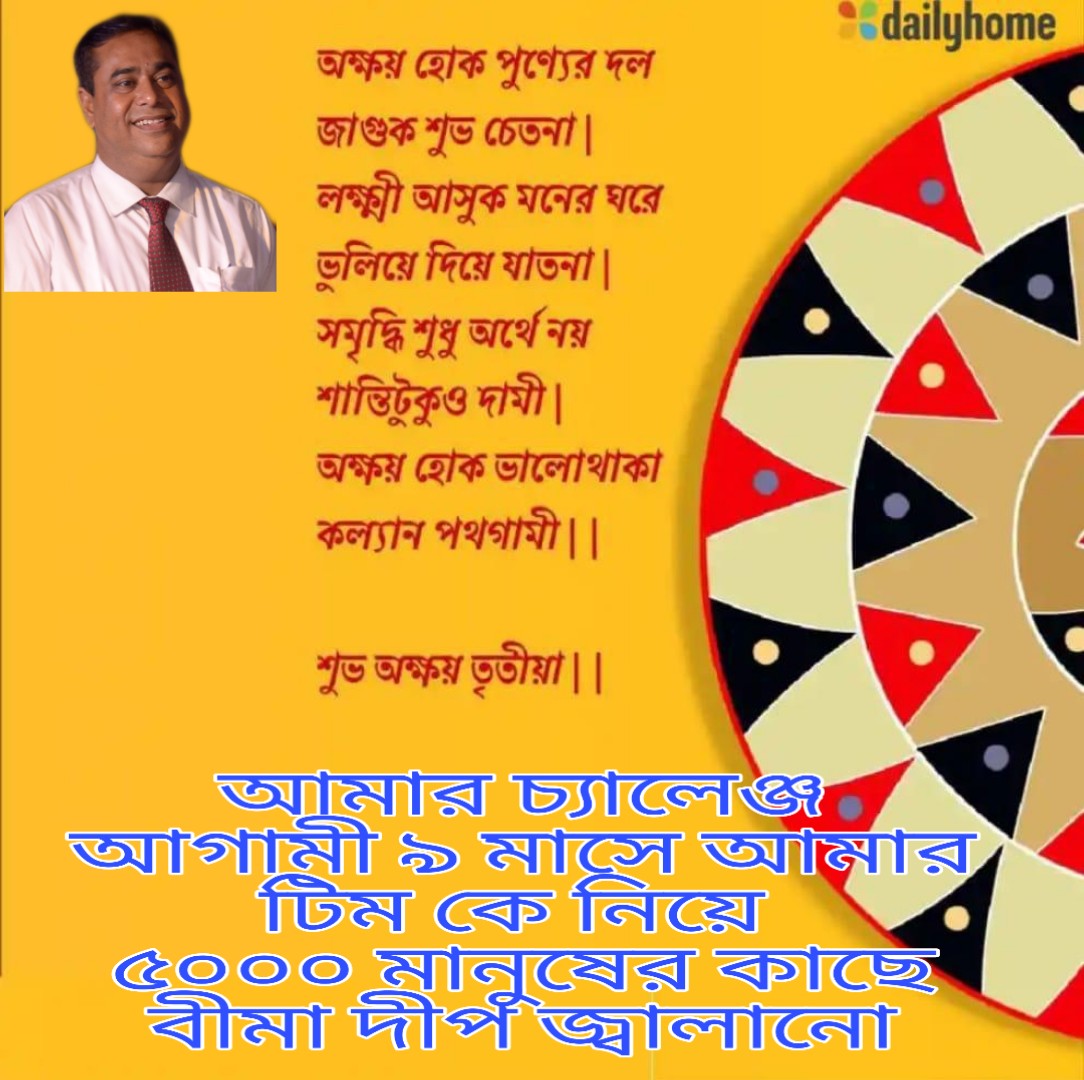 dailyhome
অক্ষয় হোক পুণ্যের দল
জাগুক শুভ চেতনা|
লক্ষ্মী আসুক মনের ঘরে
ভুলিয়ে দিয়ে যাতনা|
সমৃদ্ধি শুধু অর্থে নয়
শান্তিটুকুও দামী|
অক্ষয় হোক ভালোথাকা
কল্যান পথগামী||
শুভ অক্ষয় তৃতীয়া||
আমার চ্যালেঞ্জ
আগামী ৯ মাসে আমার
টিম কে নিয়ে
৫০০০ মানুষের কাছে
বীমা দীপ জ্বালানো